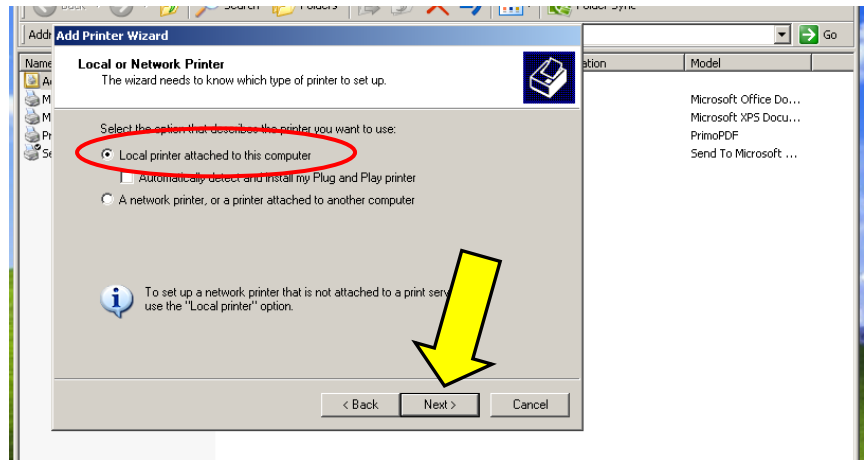 Search Folders Folder Sync
Addr
Go
Add Printer Wizard
Name
Model
Local or Network Printer
The wizard needs to know which type of printer to set up.
Microsoft Office Do...
Microsoft XPS Docu...
PrimoPDF
Send To Microsoft ...
Select the option that describes the printer you want to use:
Local printer attached to this computer
Automatically detect and install my Plug and Play printer
A network printer, or a printer attached to another computer
To set up a network printer that is not attached to a print serv
use the "Local printer" option.
< Back Next > Cancel